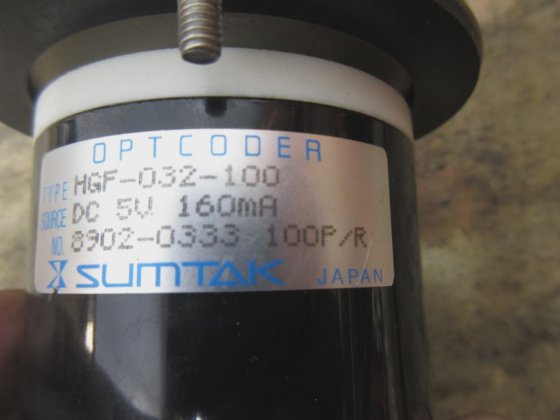 OPTCODER
TYPE HGF-032-100
SOURCE DC 5V 160mA
NO. 8902-0333 100P/R
SUMTAK JAPAN